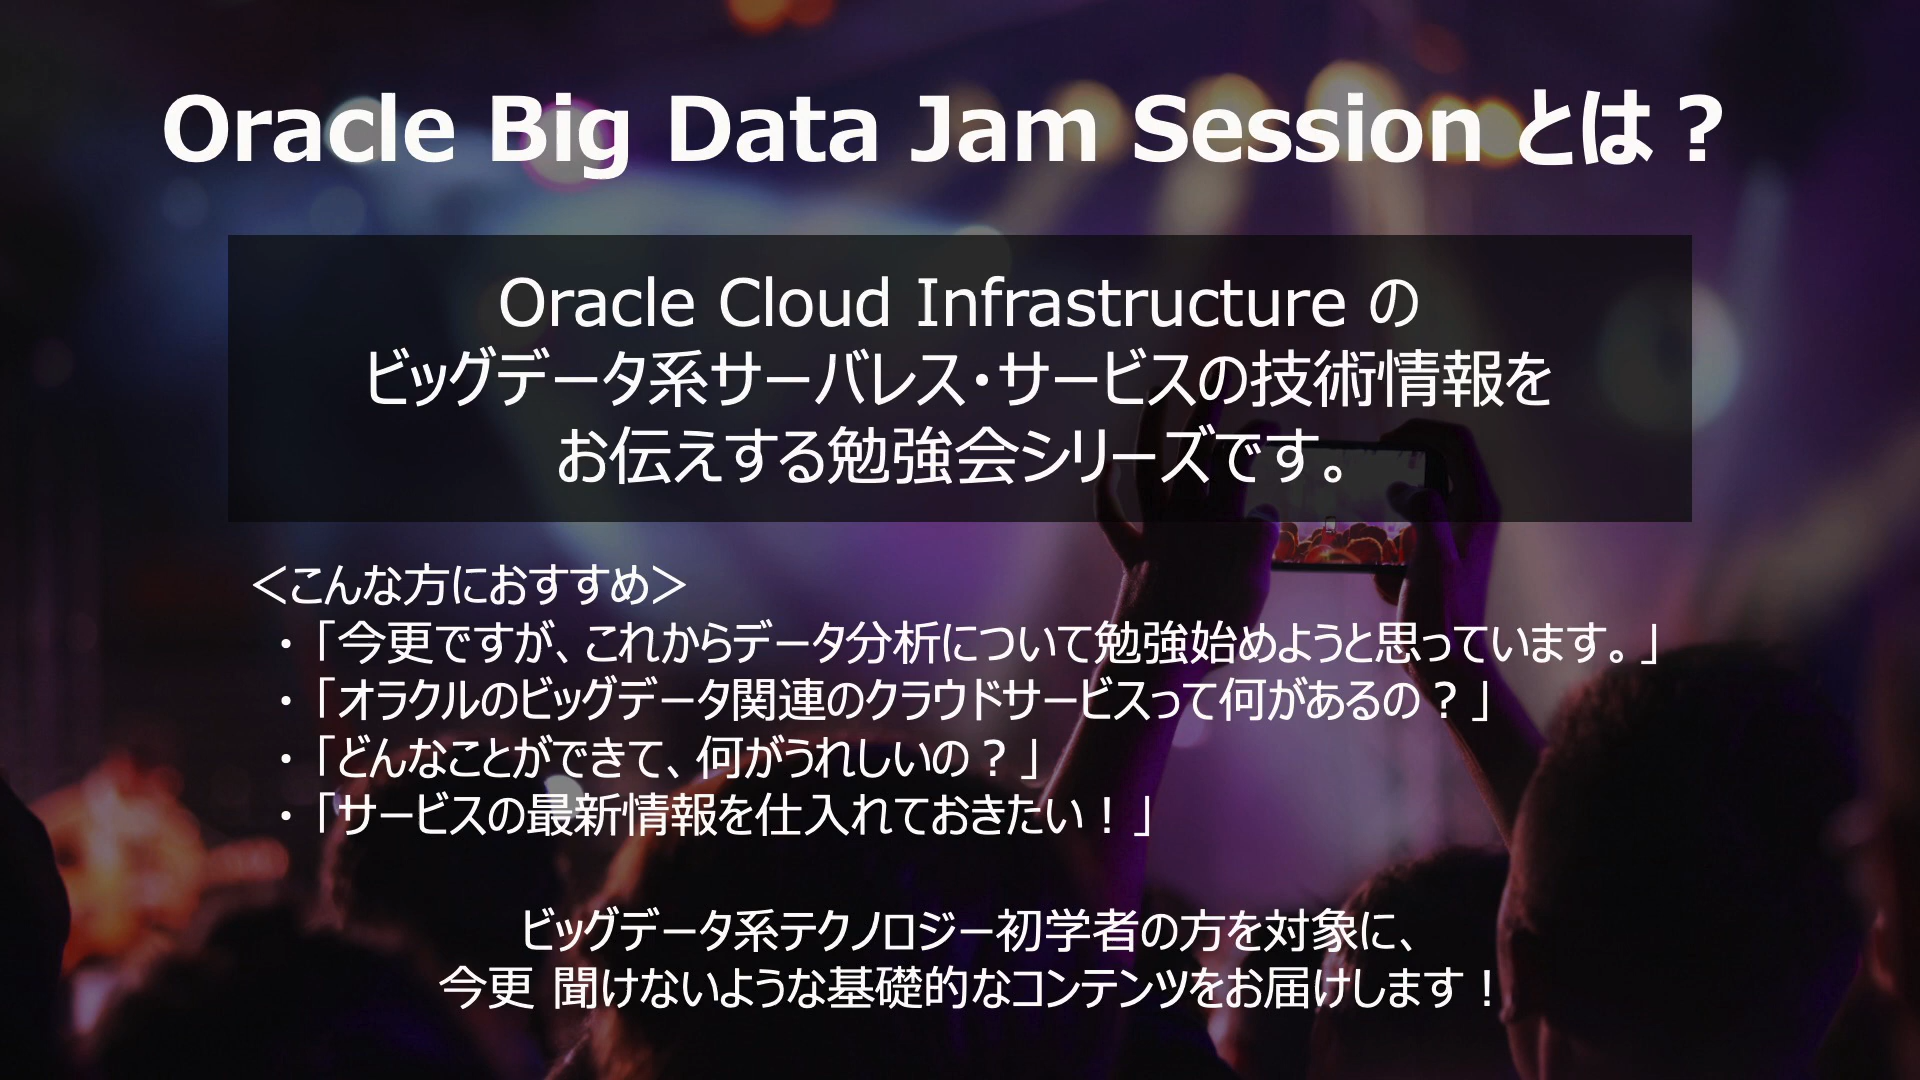 Oracle Big Data Jam Session とは？
Oracle Cloud Infrastructure の
ビッグデータ系サーバレス・サービスの技術情報を
お伝えする勉強会シリーズです。
＜こんな方におすすめ＞
・「今更ですが、これからデータ分析について勉強始めようと思っています。」
・「オラクルのビッグデータ関連のクラウドサービスって何があるの？」
・「どんなことができて、何がうれしいの？」
・「サービスの最新情報を仕入れておきたい！」
ビッグデータ系テクノロジー初学者の方を対象に、
今更 聞けないような基礎的なコンテンツをお届けします！